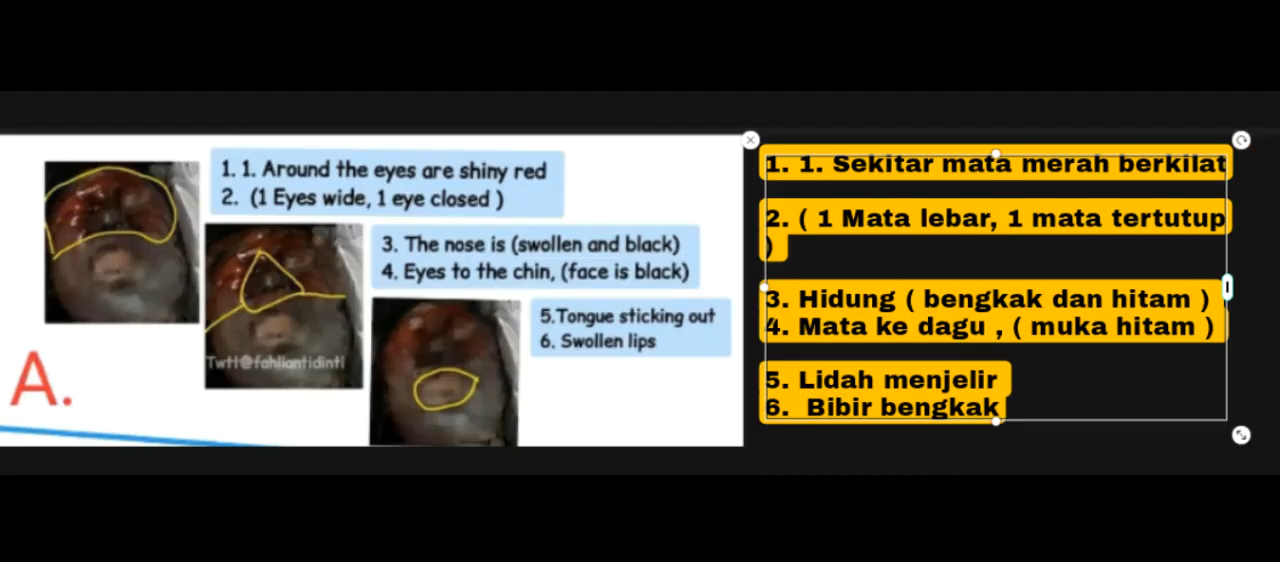 1. 1. Around the eyes are shiny red
2. (1 Eyes wide, 1 eye closed )
3. The nose is (swollen and black)
4. Eyes to the chin, (face is black)
5.Tongue sticking out
6. Swollen lips
Twtt@fahliantidinti
A.
1. 1. Sekitar mata merah berkilat
2. ( 1 Mata lebar, 1 mata tertutup
)
3. Hidung ( bengkak dan hitam )
4. Mata ke dagu , ( muka hitam )
5. Lidah menjelir
6. Bibir bengkak